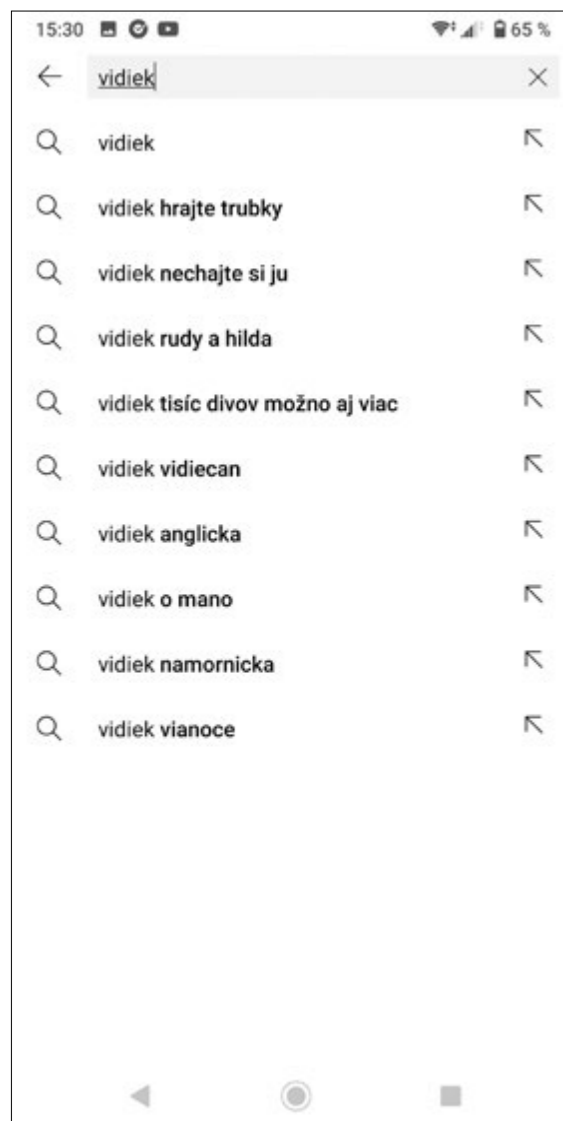 15:30 65 %
vidiek
vidiek
vidiek hrajte trubky
vidiek nechajte si ju
vidiek rudy a hilda
vidiek tisíc divov možno aj viac
vidiek vidiecan
vidiek anglicka
vidiek o mano
vidiek namornicka
vidiek vianoce